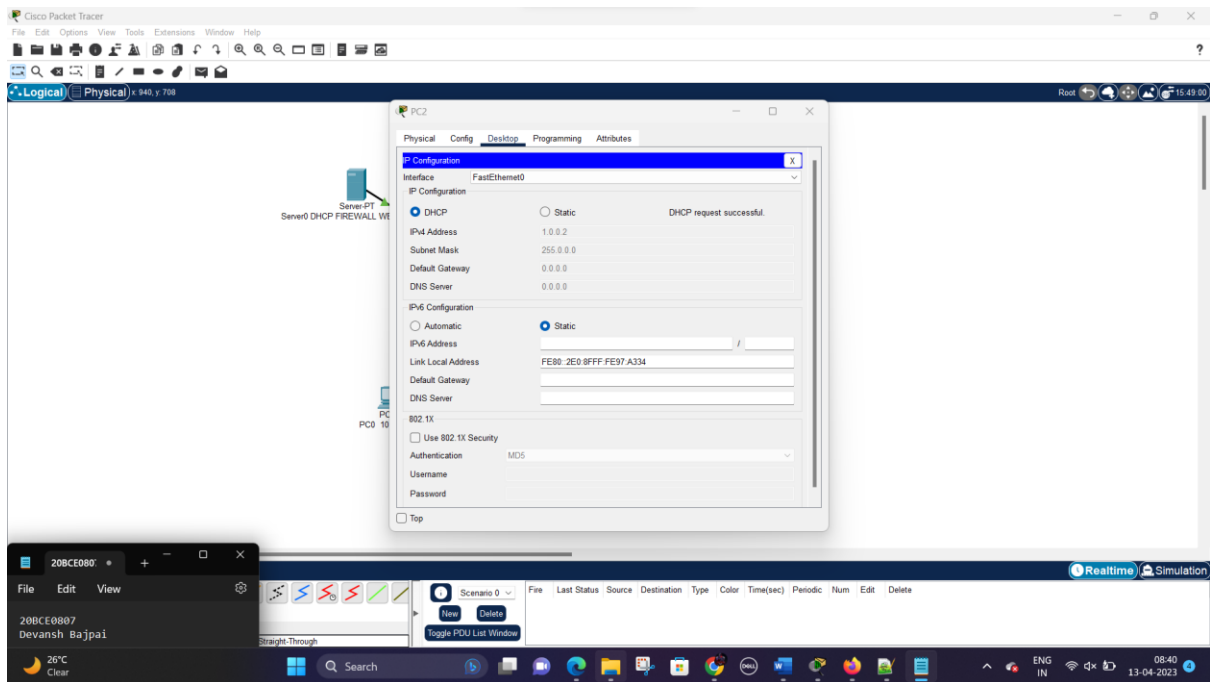 Cisco Packet Tracer
File Edit Options View Tools Extensions Window Help
?
Logical Physical x: 940, y: 708 Root 15:49:00
PC2
Physical Config Desktop Programming Attributes
IP Configuration X
Interface FastEthernet0
IP Configuration
DHCP Static DHCP request successful.
IPv4 Address 1.0.0.2
Subnet Mask 255.0.0.0
Default Gateway 0.0.0.0
DNS Server 0.0.0.0
IPv6 Configuration
Automatic Static
IPv6 Address /
Link Local Address FE80::2E0:8FFF:FE97:A334
Default Gateway
DNS Server
802.1X
Use 802.1X Security
Authentication MD5
Username
Password
Top
Server-PT
Server0 DHCP FIREWALL WE
PC
PC0 10
20BCE080
File Edit View
20BCE0807
Devansh Bajpai
Realtime Simulation
Scenario 0
New Delete
Toggle PDU List Window
Fire Last Status Source Destination Type Color Time(sec) Periodic Num Edit Delete
Straight-Through
26°C
Clear
Search
DELL
ENG
IN
08:40
13-04-2023
4